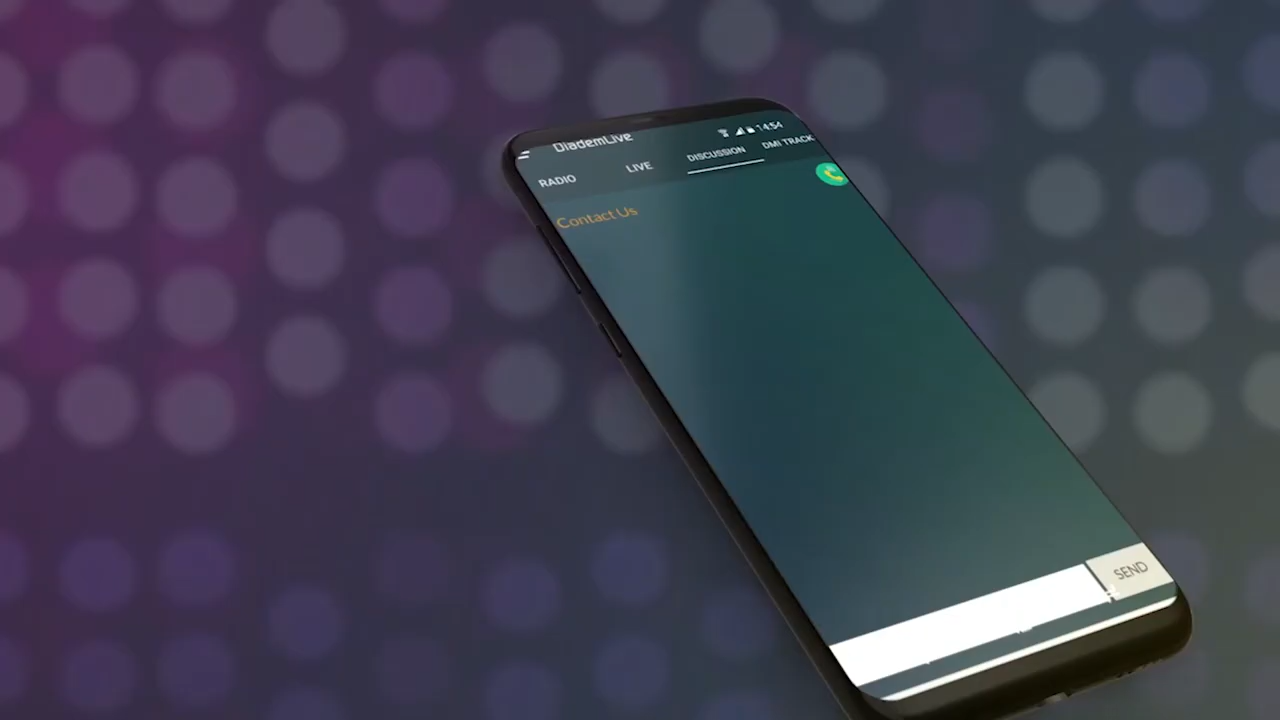 DiademLive
14:54
RADIO
LIVE
DISCUSSION
DMI TRACK
Contact Us
SEND